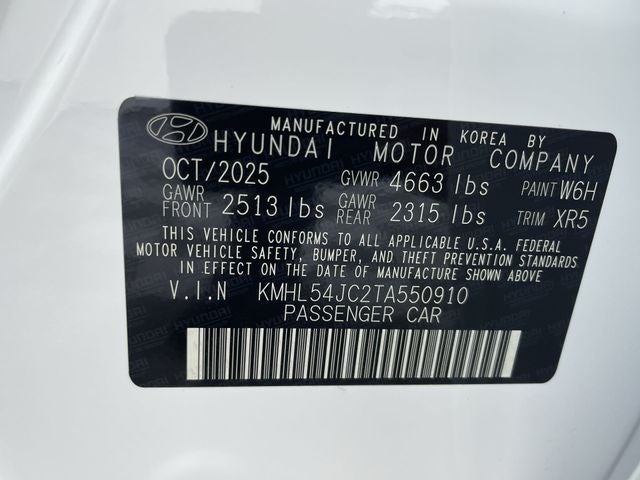 MANUFACTURED IN KOREA BY
HYUNDAI MOTOR COMPANY
OCT/2025 GVWR 4663 lbs PAINT W6H
GAWR FRONT 2513 lbs GAWR REAR 2315 lbs TRIM XR5
THIS VEHICLE CONFORMS TO ALL APPLICABLE U.S.A. FEDERAL
MOTOR VEHICLE SAFETY, BUMPER, AND THEFT PREVENTION STANDARDS
IN EFFECT ON THE DATE OF MANUFACTURE SHOWN ABOVE
V.I.N KMHL54JC2TA550910
PASSENGER CAR